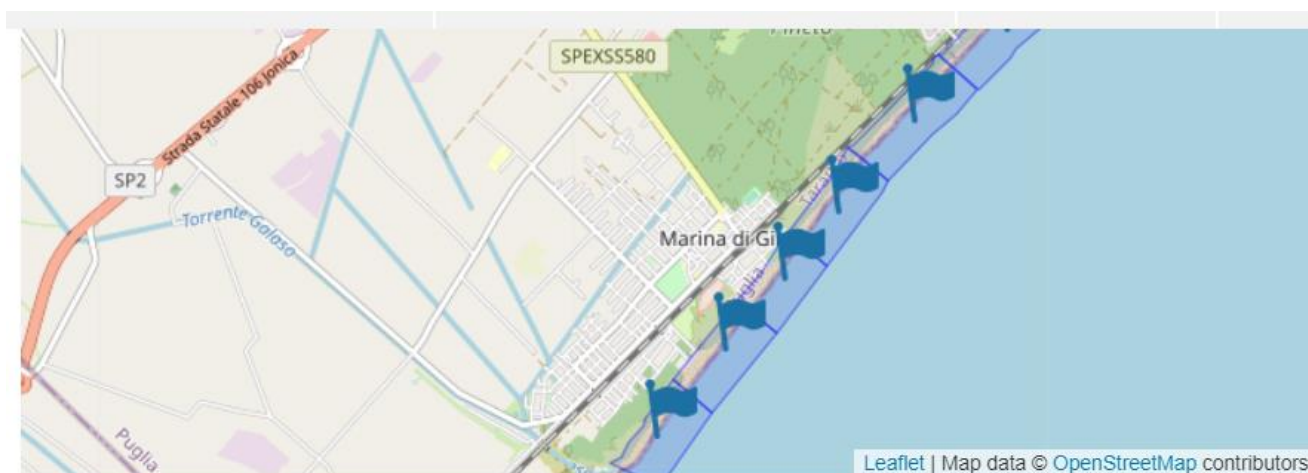 SPEXSS580
Strada Statale 106 Jonica
SP2
Torrente Galaso
Marina di Gi
Puglia
Leaflet | Map data © OpenStreetMap contributors